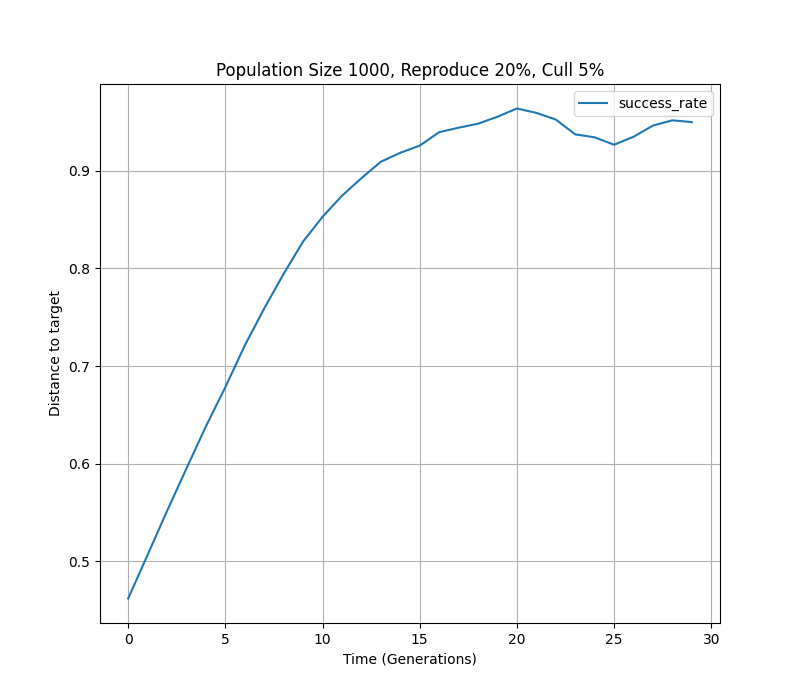 Population Size 1000, Reproduce 20%, Cull 5%
success_rate
0.9
0.8
0.7
0.6
0.5
Distance to target
0 5 10 15 20 25 30
Time (Generations)